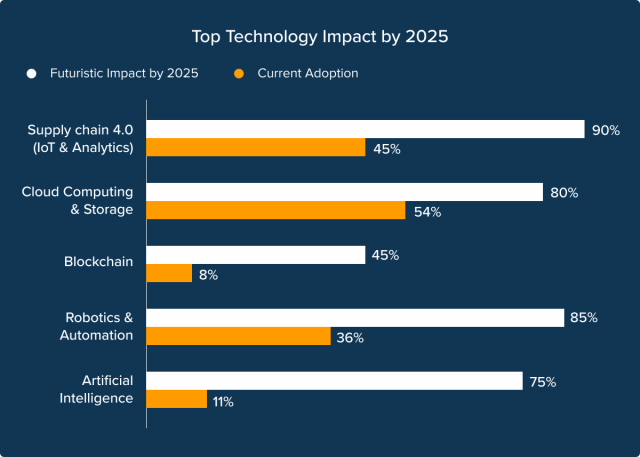 Top Technology Impact by 2025
Futuristic Impact by 2025
Current Adoption
Supply chain 4.0
(IoT & Analytics)
90%
45%
Cloud Computing
& Storage
80%
54%
Blockchain
45%
8%
Robotics &
Automation
85%
36%
Artificial
Intelligence
75%
11%